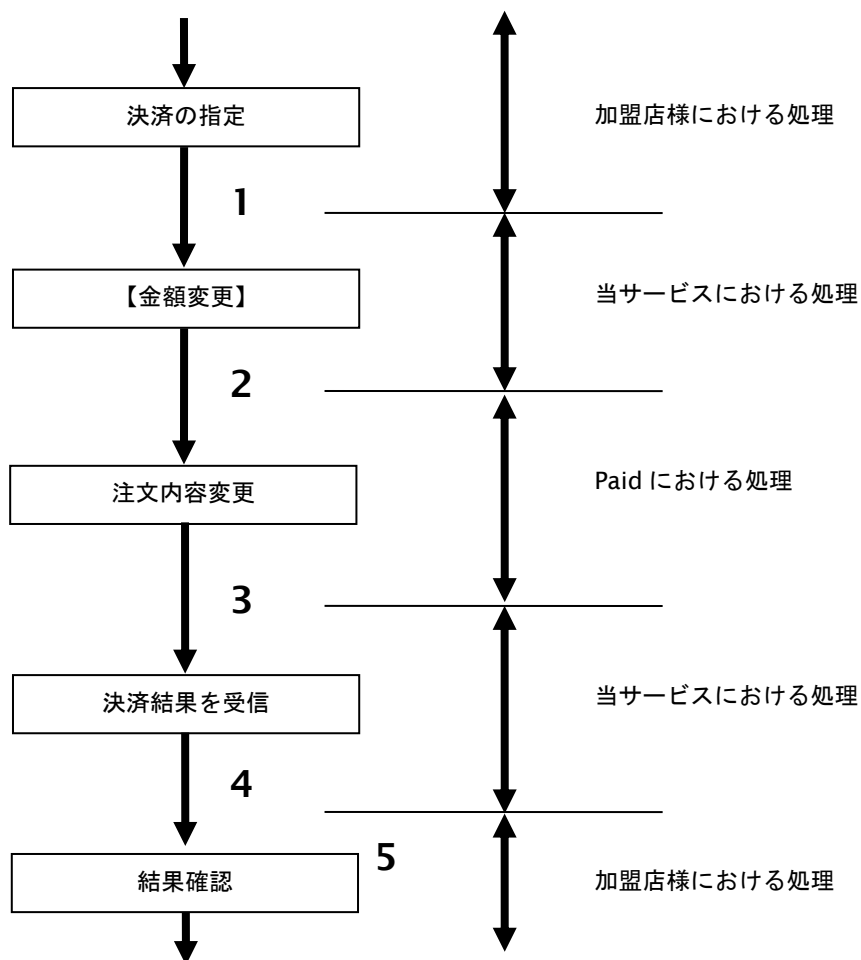 決済の指定
加盟店様における処理
1
【金額変更】
当サービスにおける処理
2
注文内容変更
Paid における処理
3
決済結果を受信
当サービスにおける処理
4
5
結果確認
加盟店様における処理